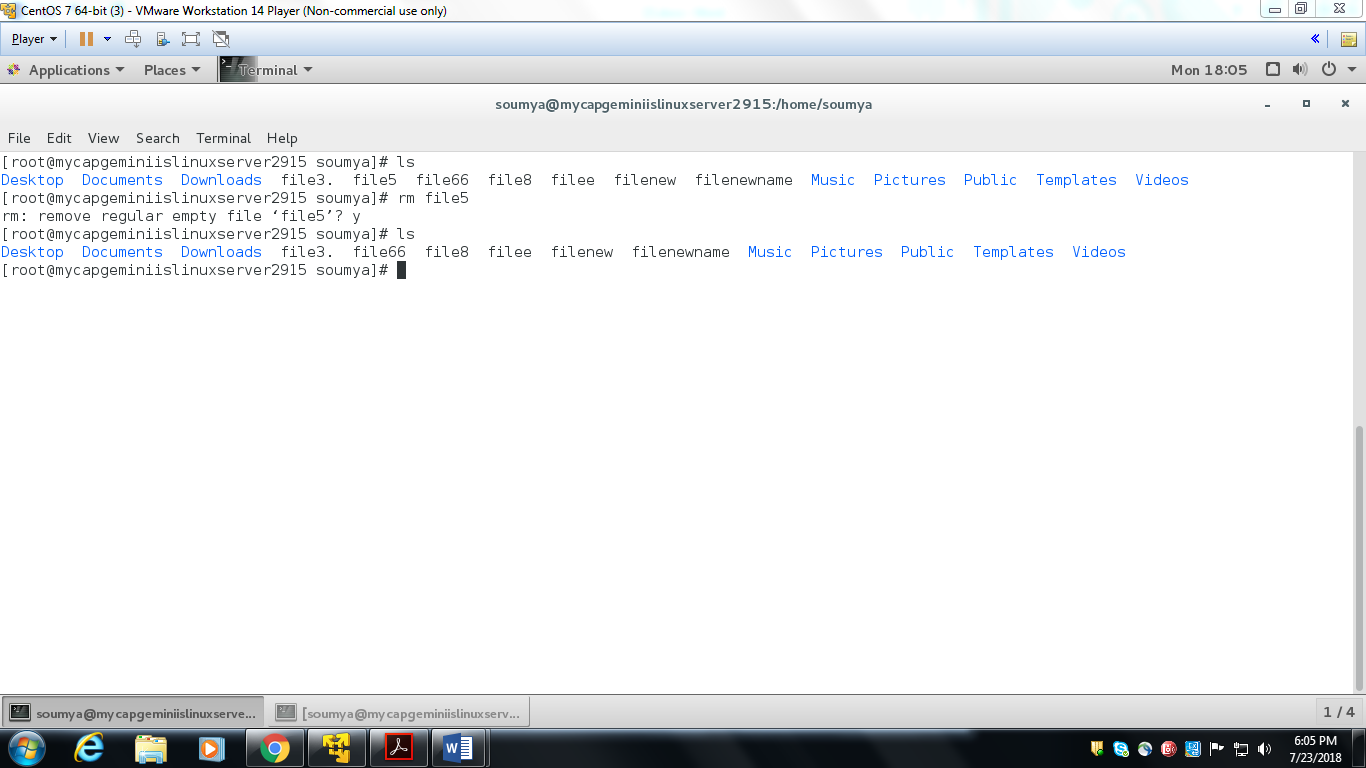 CentOS 7 64-bit (3) - VMware Workstation 14 Player (Non-commercial use only)
Player
Applications Places Terminal Mon 18:05
soumya@mycapgeminiislinuxserver2915:/home/soumya
File Edit View Search Terminal Help
[root@mycapgeminiislinuxserver2915 soumya]# ls
Desktop Documents Downloads file3. file5 file66 file8 filee filenew filenewname Music Pictures Public Templates Videos
[root@mycapgeminiislinuxserver2915 soumya]# rm file5
rm: remove regular empty file ‘file5’? y
[root@mycapgeminiislinuxserver2915 soumya]# ls
Desktop Documents Downloads file3. file66 file8 filee filenew filenewname Music Pictures Public Templates Videos
[root@mycapgeminiislinuxserver2915 soumya]#
soumya@mycapgeminiislinuxserve... [soumya@mycapgeminiislinuxserv... 1 / 4
6:05 PM
7/23/2018